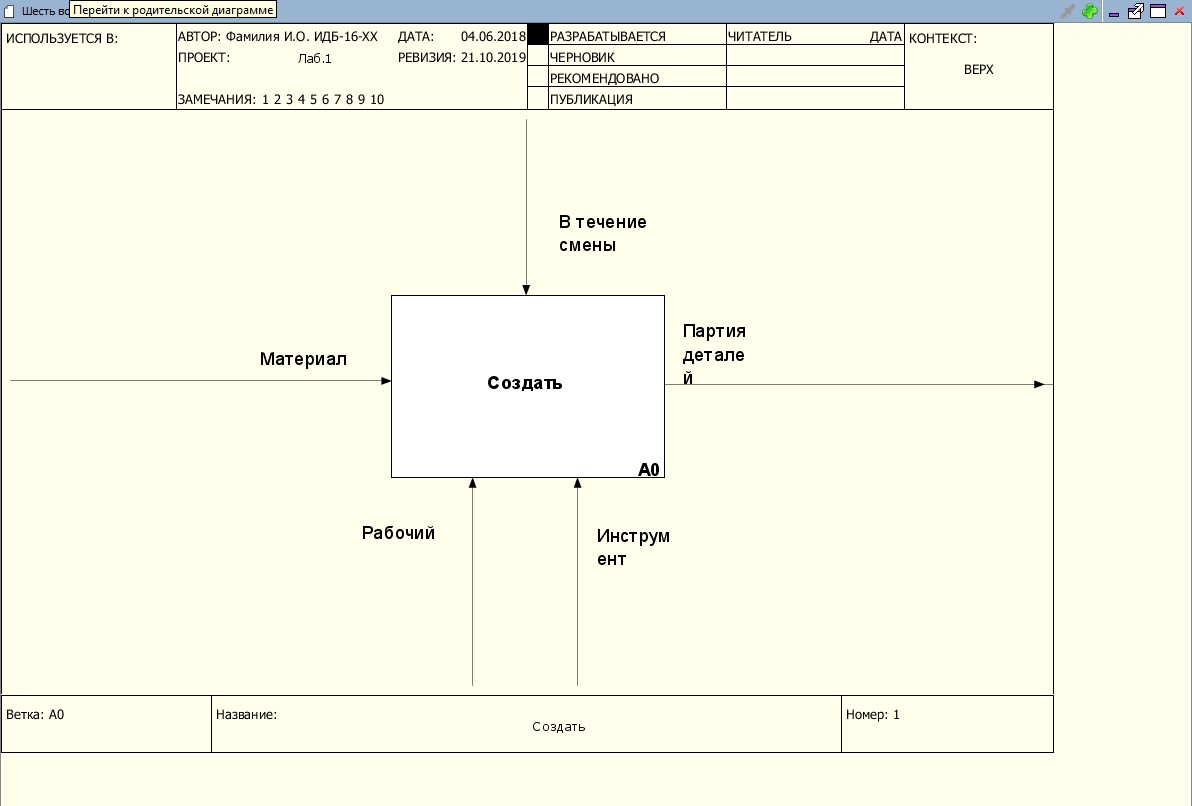 Шесть во
Перейти к родительской диаграмме
ИСПОЛЬЗУЕТСЯ В:
АВТОР: Фамилия И.О. ИДБ-16-ХХ ДАТА: 04.06.2018
ПРОЕКТ: Лаб.1 РЕВИЗИЯ: 21.10.2019
ЗАМЕЧАНИЯ: 1 2 3 4 5 6 7 8 9 10
РАЗРАБАТЫВАЕТСЯ
ЧЕРНОВИК
РЕКОМЕНДОВАНО
ПУБЛИКАЦИЯ
ЧИТАТЕЛЬ ДАТА
КОНТЕКСТ:
ВЕРХ
В течение
смены
Материал
Создать
A0
Партия
детале
й
Рабочий
Инструм
ент
Ветка: A0
Название:
Создать
Номер: 1